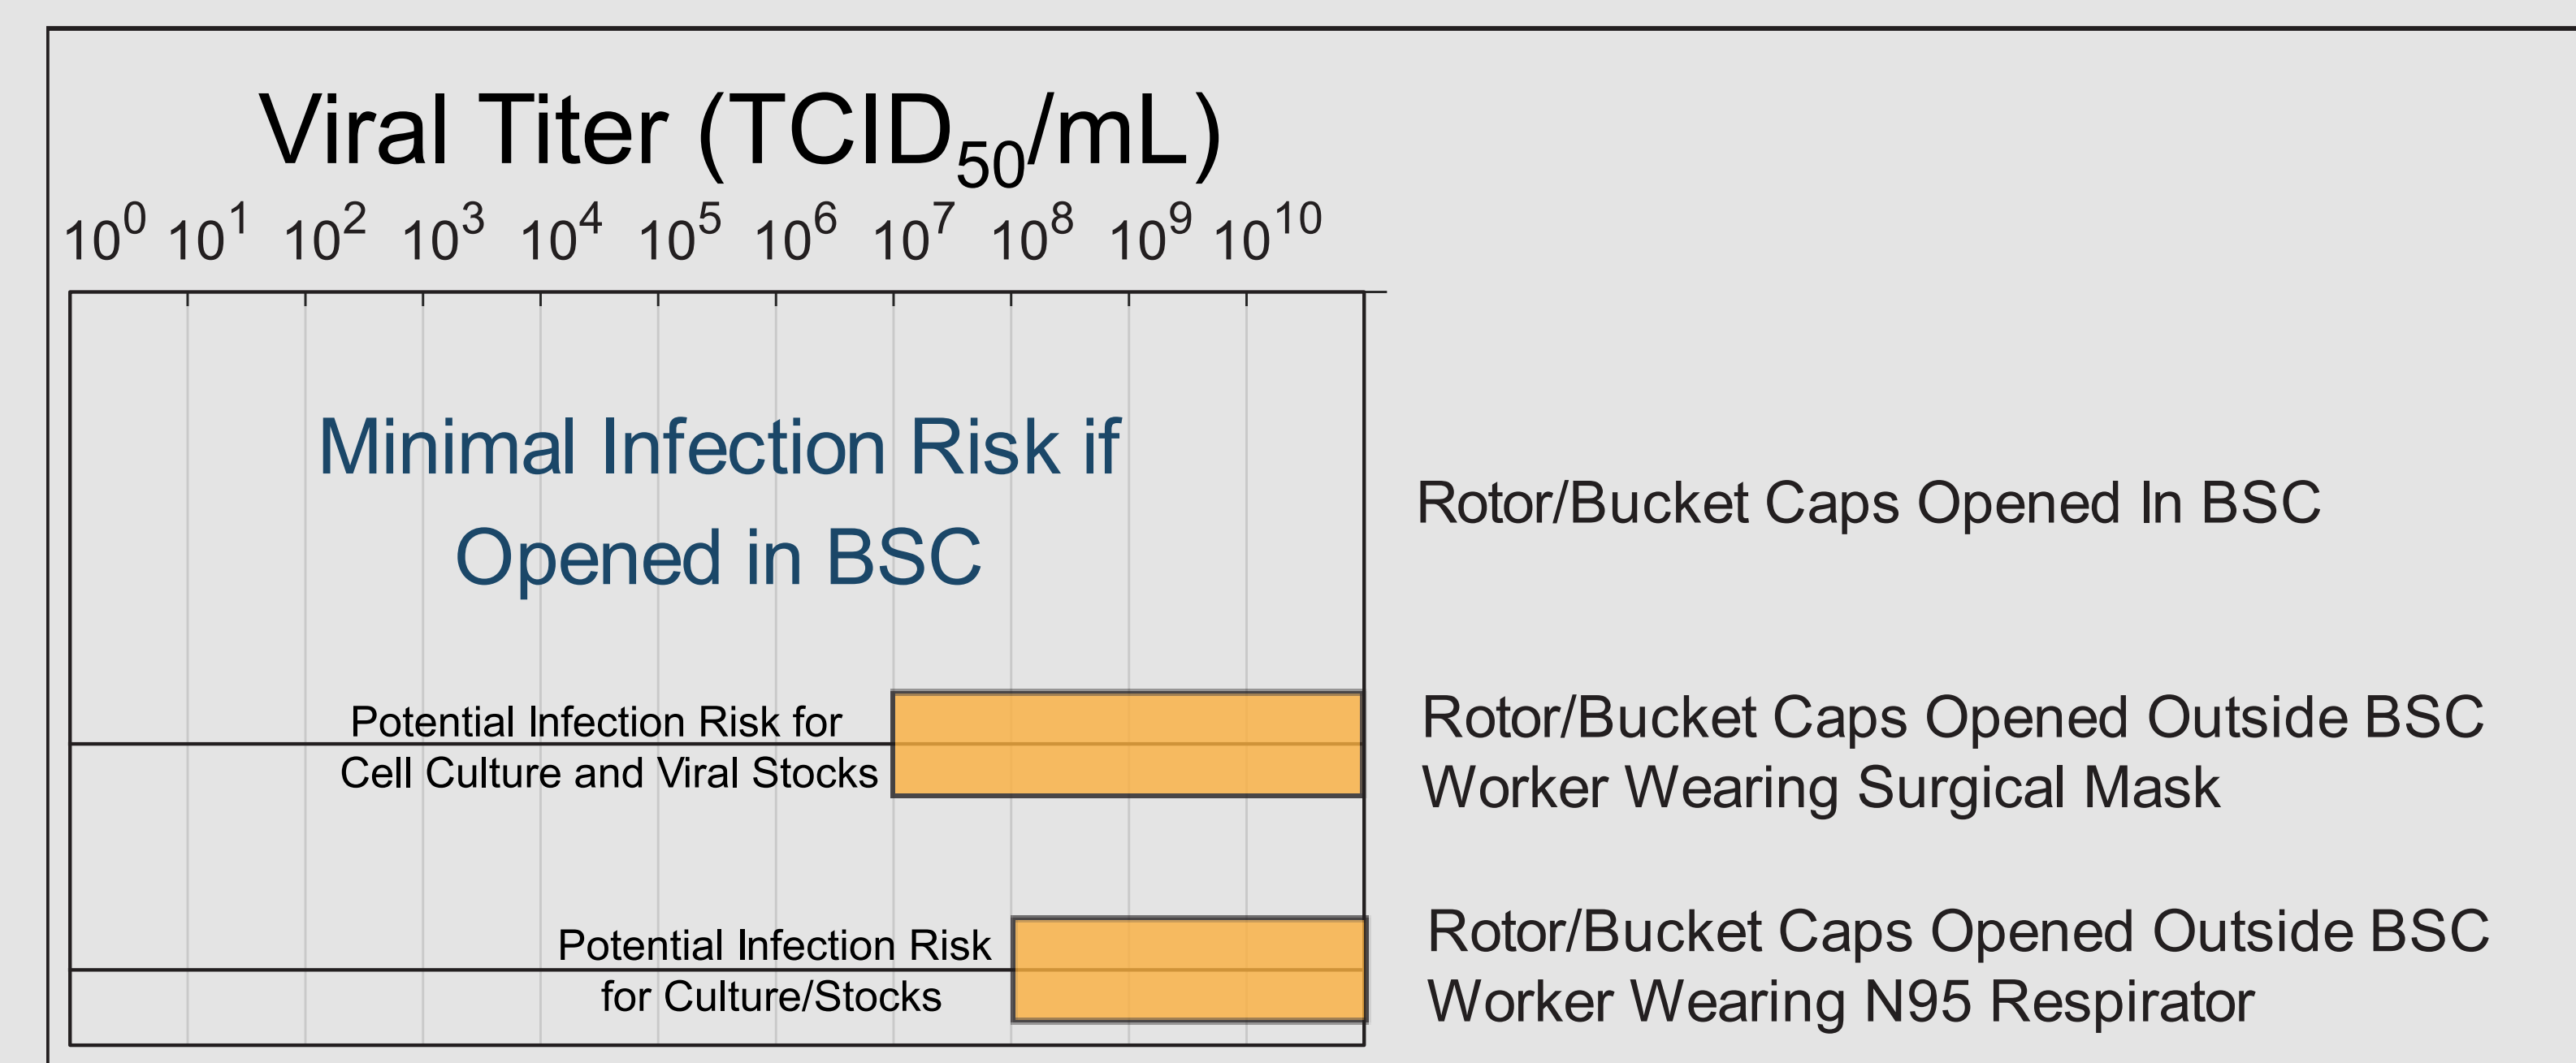 Viral Titer (TCID₅₀/mL)
10⁰ 10¹ 10² 10³ 10⁴ 10⁵ 10⁶ 10⁷ 10⁸ 10⁹ 10¹⁰
Minimal Infection Risk if
Opened in BSC
Rotor/Bucket Caps Opened In BSC
Potential Infection Risk for
Cell Culture and Viral Stocks
Rotor/Bucket Caps Opened Outside BSC
Worker Wearing Surgical Mask
Potential Infection Risk
for Culture/Stocks
Rotor/Bucket Caps Opened Outside BSC
Worker Wearing N95 Respirator